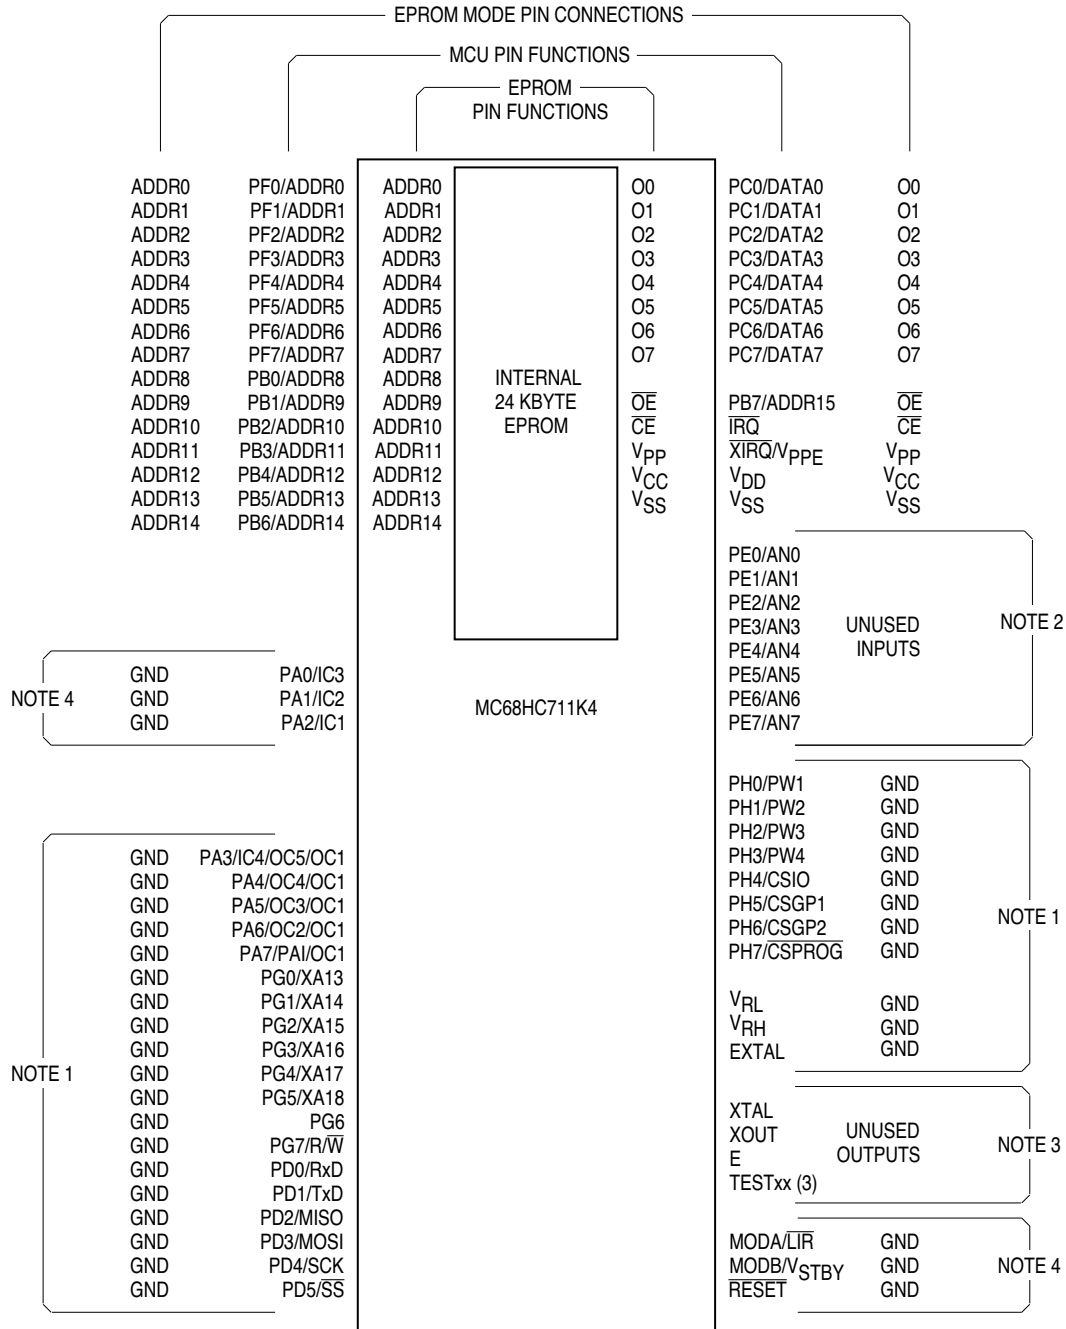 EPROM MODE PIN CONNECTIONS
MCU PIN FUNCTIONS
EPROM
PIN FUNCTIONS
ADDR0 PF0/ADDR0 ADDR0 O0 PC0/DATA0 O0
ADDR1 PF1/ADDR1 ADDR1 O1 PC1/DATA1 O1
ADDR2 PF2/ADDR2 ADDR2 O2 PC2/DATA2 O2
ADDR3 PF3/ADDR3 ADDR3 O3 PC3/DATA3 O3
ADDR4 PF4/ADDR4 ADDR4 O4 PC4/DATA4 O4
ADDR5 PF5/ADDR5 ADDR5 O5 PC5/DATA5 O5
ADDR6 PF6/ADDR6 ADDR6 O6 PC6/DATA6 O6
ADDR7 PF7/ADDR7 ADDR7 O7 PC7/DATA7 O7
ADDR8 PB0/ADDR8 ADDR8 INTERNAL
ADDR9 PB1/ADDR9 ADDR9 24 KBYTE OE PB7/ADDR15 OE
ADDR10 PB2/ADDR10 ADDR10 EPROM CE IRQ CE
ADDR11 PB3/ADDR11 ADDR11 VPP XIRQ/VPPE VPP
ADDR12 PB4/ADDR12 ADDR12 VCC VDD VCC
ADDR13 PB5/ADDR13 ADDR13 VSS VSS VSS
ADDR14 PB6/ADDR14 ADDR14
PE0/AN0
PE1/AN1
PE2/AN2
PE3/AN3 UNUSED NOTE 2
PE4/AN4 INPUTS
GND PA0/IC3 PE5/AN5
NOTE 4 GND PA1/IC2 MC68HC711K4 PE6/AN6
GND PA2/IC1 PE7/AN7
PH0/PW1 GND
PH1/PW2 GND
PH2/PW3 GND
GND PA3/IC4/OC5/OC1 PH3/PW4 GND
GND PA4/OC4/OC1 PH4/CSIO GND
GND PA5/OC3/OC1 PH5/CSGP1 GND NOTE 1
GND PA6/OC2/OC1 PH6/CSGP2 GND
GND PA7/PAI/OC1 PH7/CSPROG GND
GND PG0/XA13
GND PG1/XA14 VRL GND
GND PG2/XA15 VRH GND
GND PG3/XA16 EXTAL GND
NOTE 1 GND PG4/XA17
GND PG5/XA18 XTAL
GND PG6 XOUT UNUSED NOTE 3
GND PG7/R/W E OUTPUTS
GND PD0/RxD TESTxx (3)
GND PD1/TxD
GND PD2/MISO
GND PD3/MOSI MODA/LIR GND
GND PD4/SCK MODB/VSTBY GND NOTE 4
GND PD5/SS RESET GND